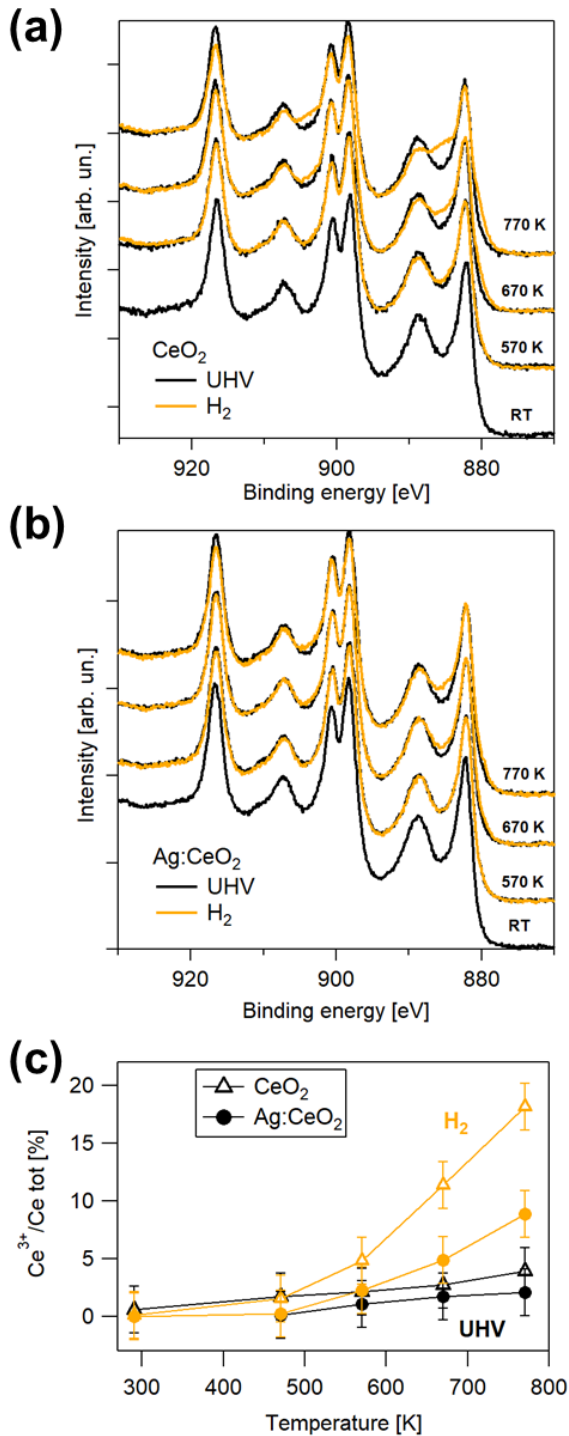 (a)
Intensity [arb. un.]
770 K
670 K
570 K
RT
CeO₂
UHV
H₂
920
900
880
Binding energy [eV]
(b)
Intensity [arb. un.]
770 K
670 K
570 K
RT
Ag:CeO₂
UHV
H₂
920
900
880
Binding energy [eV]
(c)
Ce³⁺/Ce tot [%]
20
15
10
5
0
CeO₂
Ag:CeO₂
H₂
UHV
300
400
500
600
700
800
Temperature [K]